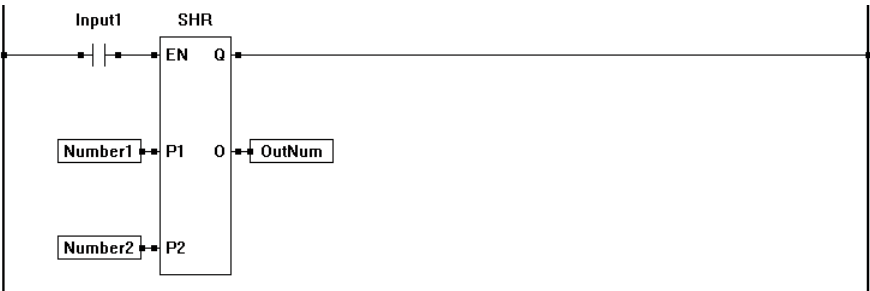 Input1 SHR
EN Q
Number1 P1 O OutNum
Number2 P2